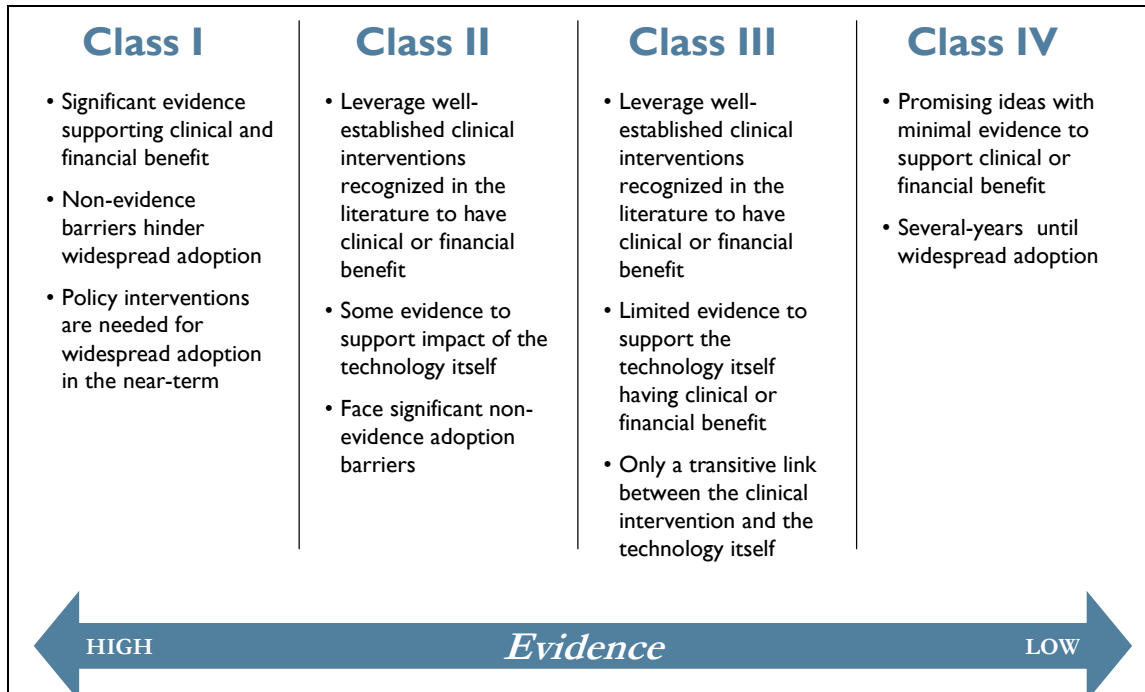 Class I
• Significant evidence
supporting clinical and
financial benefit
• Non-evidence
barriers hinder
widespread adoption
• Policy interventions
are needed for
widespread adoption
in the near-term
Class II
• Leverage well-
established clinical
interventions
recognized in the
literature to have
clinical or financial
benefit
• Some evidence to
support impact of the
technology itself
• Face significant non-
evidence adoption
barriers
Class III
• Leverage well-
established clinical
interventions
recognized in the
literature to have
clinical or financial
benefit
• Limited evidence to
support the
technology itself
having clinical or
financial benefit
• Only a transitive link
between the clinical
intervention and the
technology itself
Class IV
• Promising ideas with
minimal evidence to
support clinical or
financial benefit
• Several-years until
widespread adoption
HIGH
Evidence
LOW